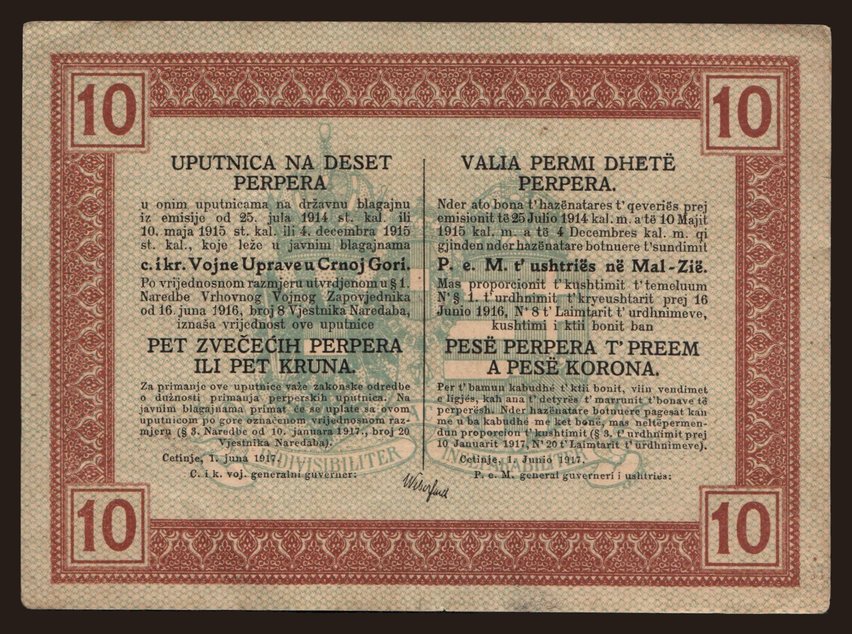 10
10
UPUTNICA NA DESET
PERPERA
u onim uputnicama na državnu blagajnu
iz emisije od 25. jula 1914 st. kal. ili
10. maja 1915 st. kal. ili 4. decembra 1915
st. kal., koje leže u javnim blagajnama
c. i kr. Vojne Uprave u Crnoj Gori.
Po vrijednosnom razmjeru utvrdjenom u § 1.
Naredbe Vrhovnog Vojnog Zapovjednika
od 16. juna 1916, broj 8 Vjestnika Naredaba,
iznaša vrijednost ove uputnice
PET ZVEČEĆIH PERPERA
ILI PET KRUNA.
Za primanje ove uputnice važe zakonske odredbe
o dužnosti primanja perperskih uputnica. Na
javnim blagajnama primat će se uplate sa ovom
uputnicom po gore označenom vrijednosnom raz-
mjeru (§ 3. Naredbe od 10. januara 1917., broj 20
Vjestnika Naredaba).
Cetinje, 1. juna 1917.
C. i k. voj. generalni guverner:
VALIA PERMI DHETË
PERPERA.
Nder ato bona t'hazënatares t'qeveriës prej
emisionit të 25 Julio 1914 kal. m. a të 10 Majit
1915 kal. m. a të 4 Decembres kal. m. qi
gjinden nder hazënatare botnuere t'sundimit
P. e. M. t' ushtriës në Mal-Zië.
Mas proporcionit t'kushtimit t'temeluum
N° § 1. t'urdhnimit t'kryeushtarit prej 16
Junio 1916, N° 8 t' Laimtarit t' urdhnimeve,
kushtimi i ktii bonit ban
PESË PERPERA T' PREEM
A PESË KORONA.
Per t' bamun kabudhë t' ktii bonit, vlin vendimet
e ligjës, kah ana t' detyrës t' marrunit t'bonave të
perperësh. Nder hazënatare botnuere pagesat kan
me u ba kabudhë me ket bonë, mas neltëpermen-
dun proporcion t'kushtimit (§ 3. t' urdhnimit prej
10 Januarit 1917, N° 20 t' Laimtarit t' urdhnimeve).
Cetinje, 1. Junio 1917.
P. e. M. general guverneri i ushtriës:
INDIVISIBILITER
10
10